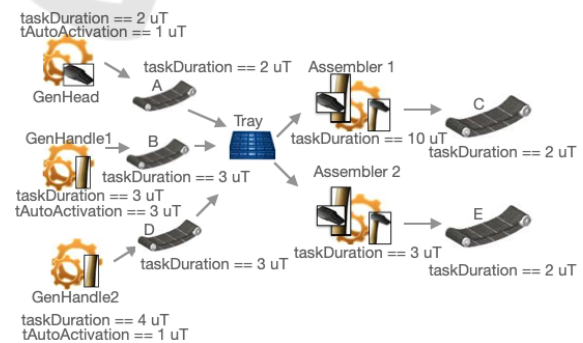 taskDuration == 2 uT
tAutoActivation == 1 uT
GenHead
A
taskDuration == 2 uT
Assembler 1
taskDuration == 10 uT
C
taskDuration == 2 uT
Tray
GenHandle1
B
taskDuration == 3 uT
taskDuration == 3 uT
tAutoActivation == 3 uT
D
taskDuration == 3 uT
Assembler 2
taskDuration == 3 uT
E
taskDuration == 2 uT
GenHandle2
taskDuration == 4 uT
tAutoActivation == 1 uT